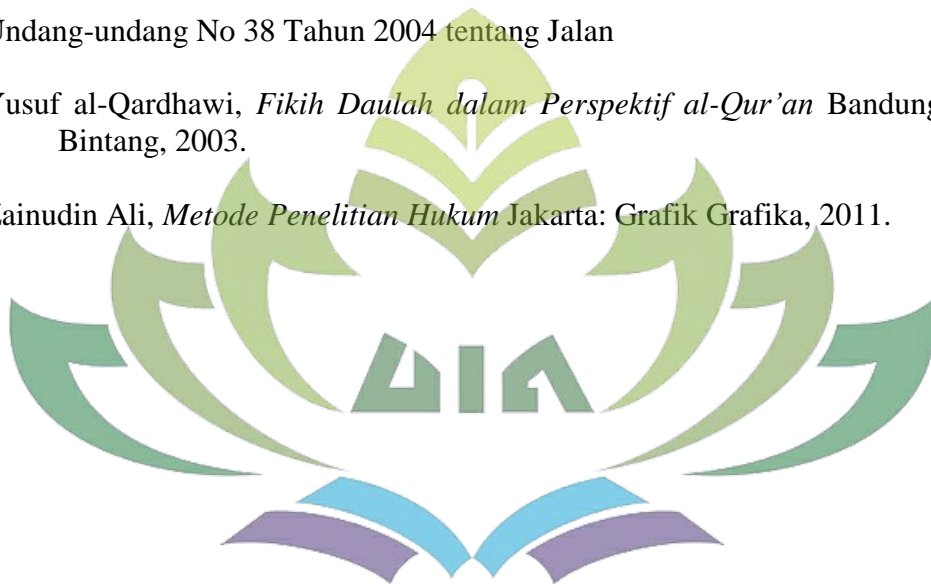 Undang-undang No 38 Tahun 2004 tentang Jalan
Yusuf al-Qardhawi, Fikih Daulah dalam Perspektif al-Qur’an Bandung
Bintang, 2003.
Zainudin Ali, Metode Penelitian Hukum Jakarta: Grafik Grafika, 2011.
UIN